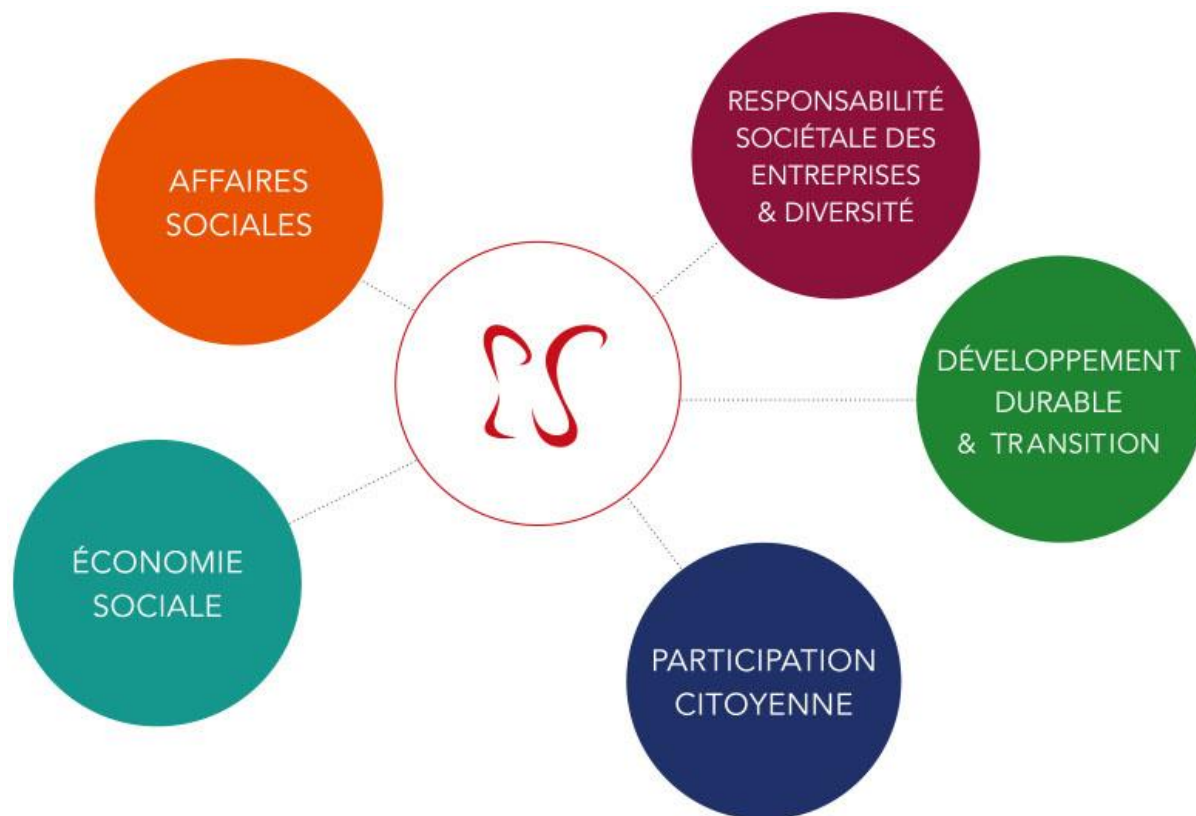 AFFAIRES
SOCIALES
RESPONSABILITÉ
SOCIÉTALE DES
ENTREPRISES
& DIVERSITÉ
DÉVELOPPEMENT
DURABLE
& TRANSITION
ÉCONOMIE
SOCIALE
PARTICIPATION
CITOYENNE